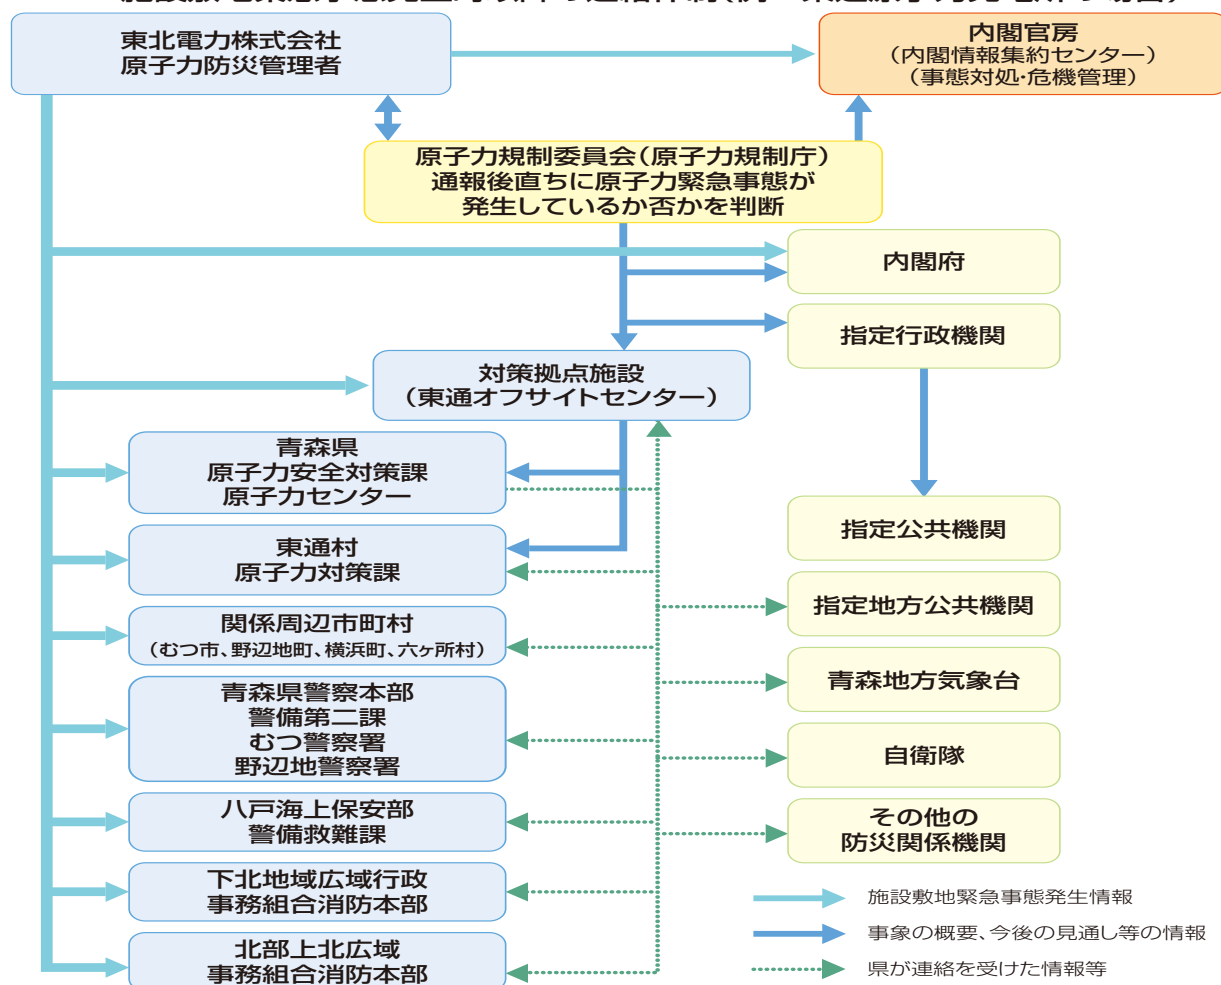 東北電力株式会社
原子力防災管理者
内閣官房
(内閣情報集約センター)
(事態対処・危機管理)
原子力規制委員会(原子力規制庁)
通報後直ちに原子力緊急事態が
発生しているか否かを判断
内閣府
指定行政機関
対策拠点施設
(東通オフサイトセンター)
青森県
原子力安全対策課
原子力センター
東通村
原子力対策課
関係周辺市町村
(むつ市、野辺地町、横浜町、六ヶ所村)
青森県警察本部
警備第二課
むつ警察署
野辺地警察署
八戸海上保安部
警備救難課
下北地域広域行政
事務組合消防本部
北部上北広域
事務組合消防本部
指定公共機関
指定地方公共機関
青森地方気象台
自衛隊
その他の
防災関係機関
施設敷地緊急事態発生情報
事象の概要、今後の見通し等の情報
県が連絡を受けた情報等